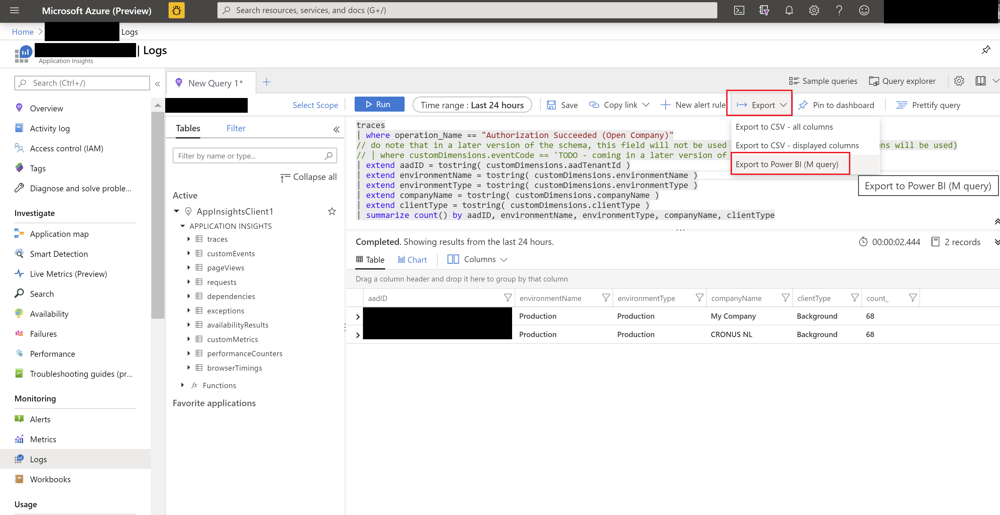 Microsoft Azure (Preview)
Search resources, services, and docs (G+/)
Home
Logs
| Logs
Application Insights
Search (Ctrl+/)
Overview
Activity log
Access control (IAM)
Tags
Diagnose and solve proble...
Investigate
Application map
Smart Detection
Live Metrics (Preview)
Search
Availability
Failures
Performance
Troubleshooting guides (pr...
Monitoring
Alerts
Metrics
Logs
Workbooks
Usage
New Query 1*
Sample queries
Query explorer
Select Scope
Run
Time range : Last 24 hours
Save
Copy link
New alert rule
Export
Pin to dashboard
Prettify query
Export to CSV - all columns
Export to CSV - displayed columns
Export to Power BI (M query)
Export to Power BI (M query)
Tables
Filter
Filter by name or type...
Collapse all
Active
AppInsightsClient1
APPLICATION INSIGHTS
traces
customEvents
pageViews
requests
dependencies
exceptions
availabilityResults
customMetrics
performanceCounters
browserTimings
fx Functions
Favorite applications
traces
| where operation_Name == "Authorization Succeeded (Open Company)"
// do note that in a later version of the schema, this field will not be used ns will be used)
// | where customDimensions.eventCode == 'TODO - coming in a later version of
| extend aadID = tostring( customDimensions.aadTenantId )
| extend environmentName = tostring( customDimensions.environmentName )
| extend environmentType = tostring( customDimensions.environmentType )
| extend companyName = tostring( customDimensions.companyName )
| extend clientType = tostring( customDimensions.clientType )
| summarize count() by aadID, environmentName, environmentType, companyName, clientType
Completed. Showing results from the last 24 hours.
00:00:02.444
2 records
Table
Chart
Columns
Drag a column header and drop it here to group by that column
aadID environmentName environmentType companyName clientType count_
Production Production My Company Background 68
Production Production CRONUS NL Background 68